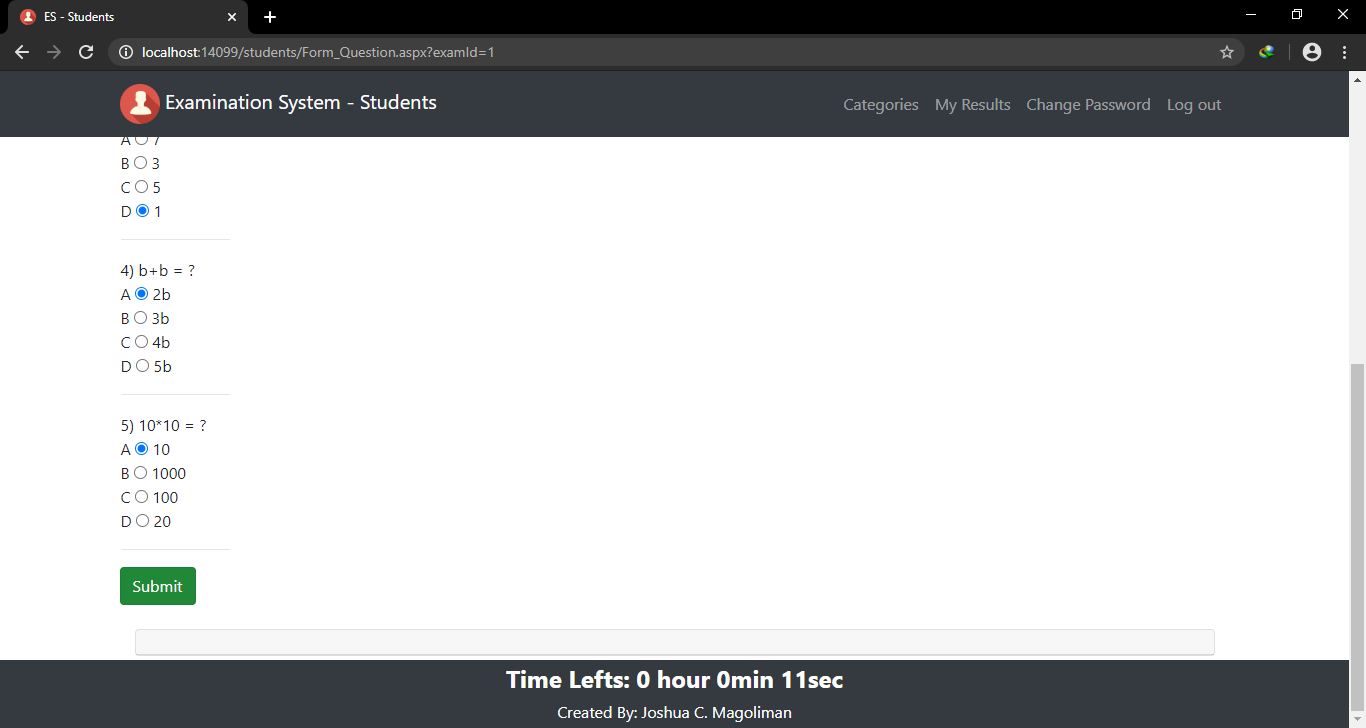 ES - Students
localhost:14099/students/Form_Question.aspx?examId=1
Examination System - Students
Categories My Results Change Password Log out
A 7
B 3
C 5
D 1
4) b+b = ?
A 2b
B 3b
C 4b
D 5b
5) 10*10 = ?
A 10
B 1000
C 100
D 20
Submit
Time Lefts: 0 hour 0min 11sec
Created By: Joshua C. Magoliman